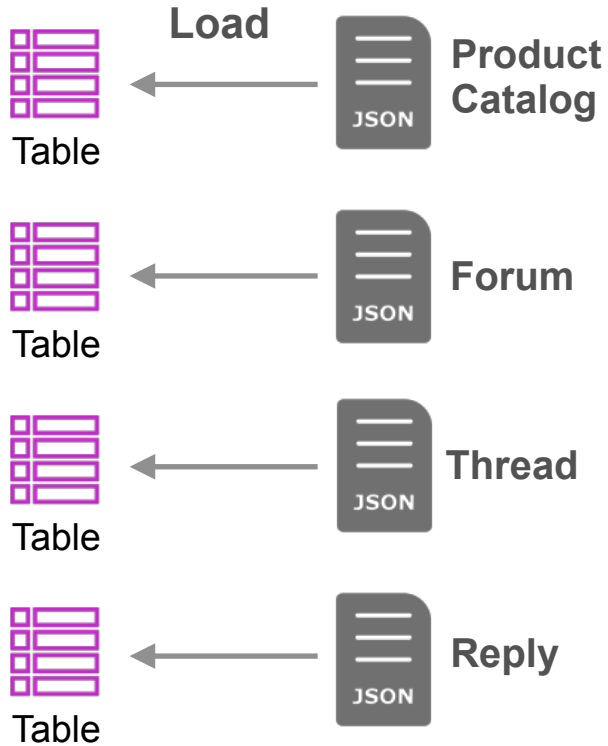 Load
JSON
Product
Catalog
Table
JSON
Forum
Table
JSON
Thread
Table
JSON
Reply
Table